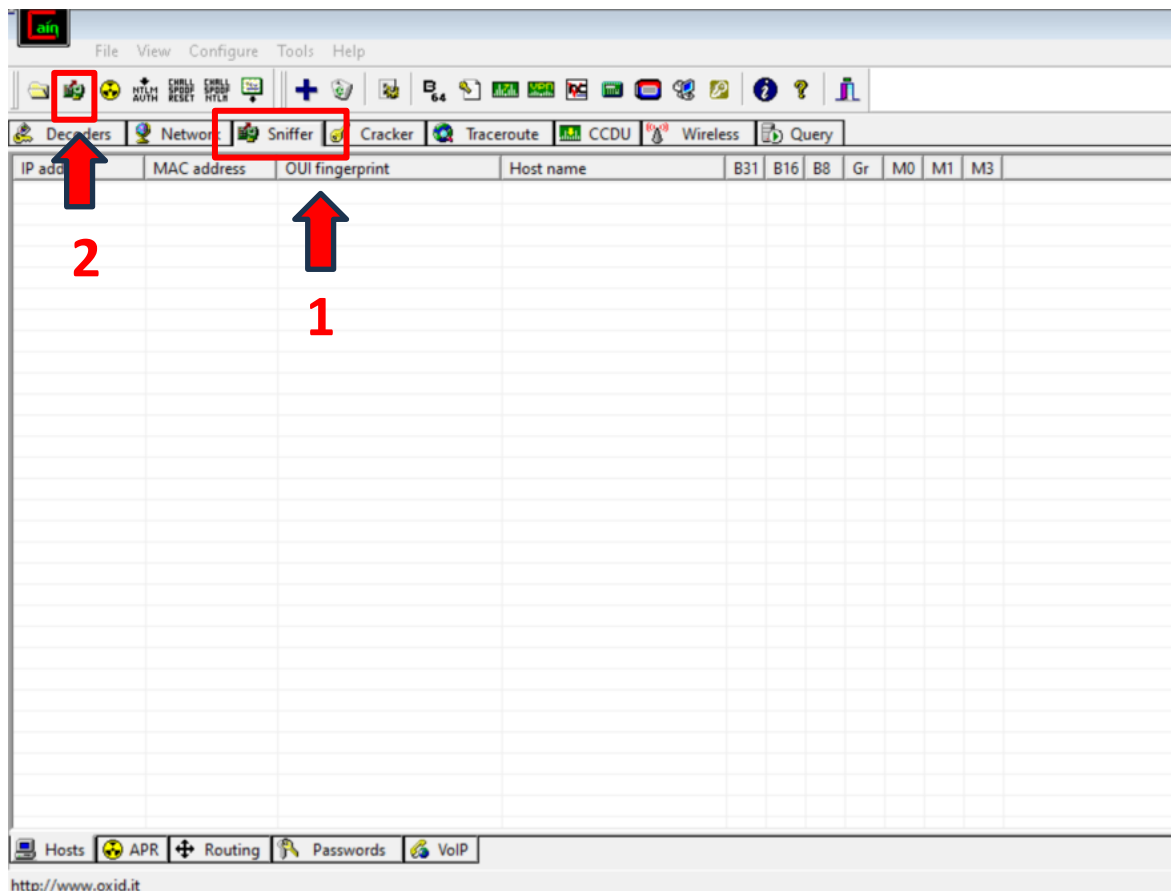 Cain
File View Configure Tools Help
NTLM AUTH CHALL SPOOF RESET CHALL SPOOF NTLM B 64
Decoders Network Sniffer Cracker Traceroute CCDU Wireless Query
IP add MAC address OUI fingerprint Host name B31 B16 B8 Gr M0 M1 M3
2
1
Hosts APR Routing Passwords VoIP
http://www.oxid.it